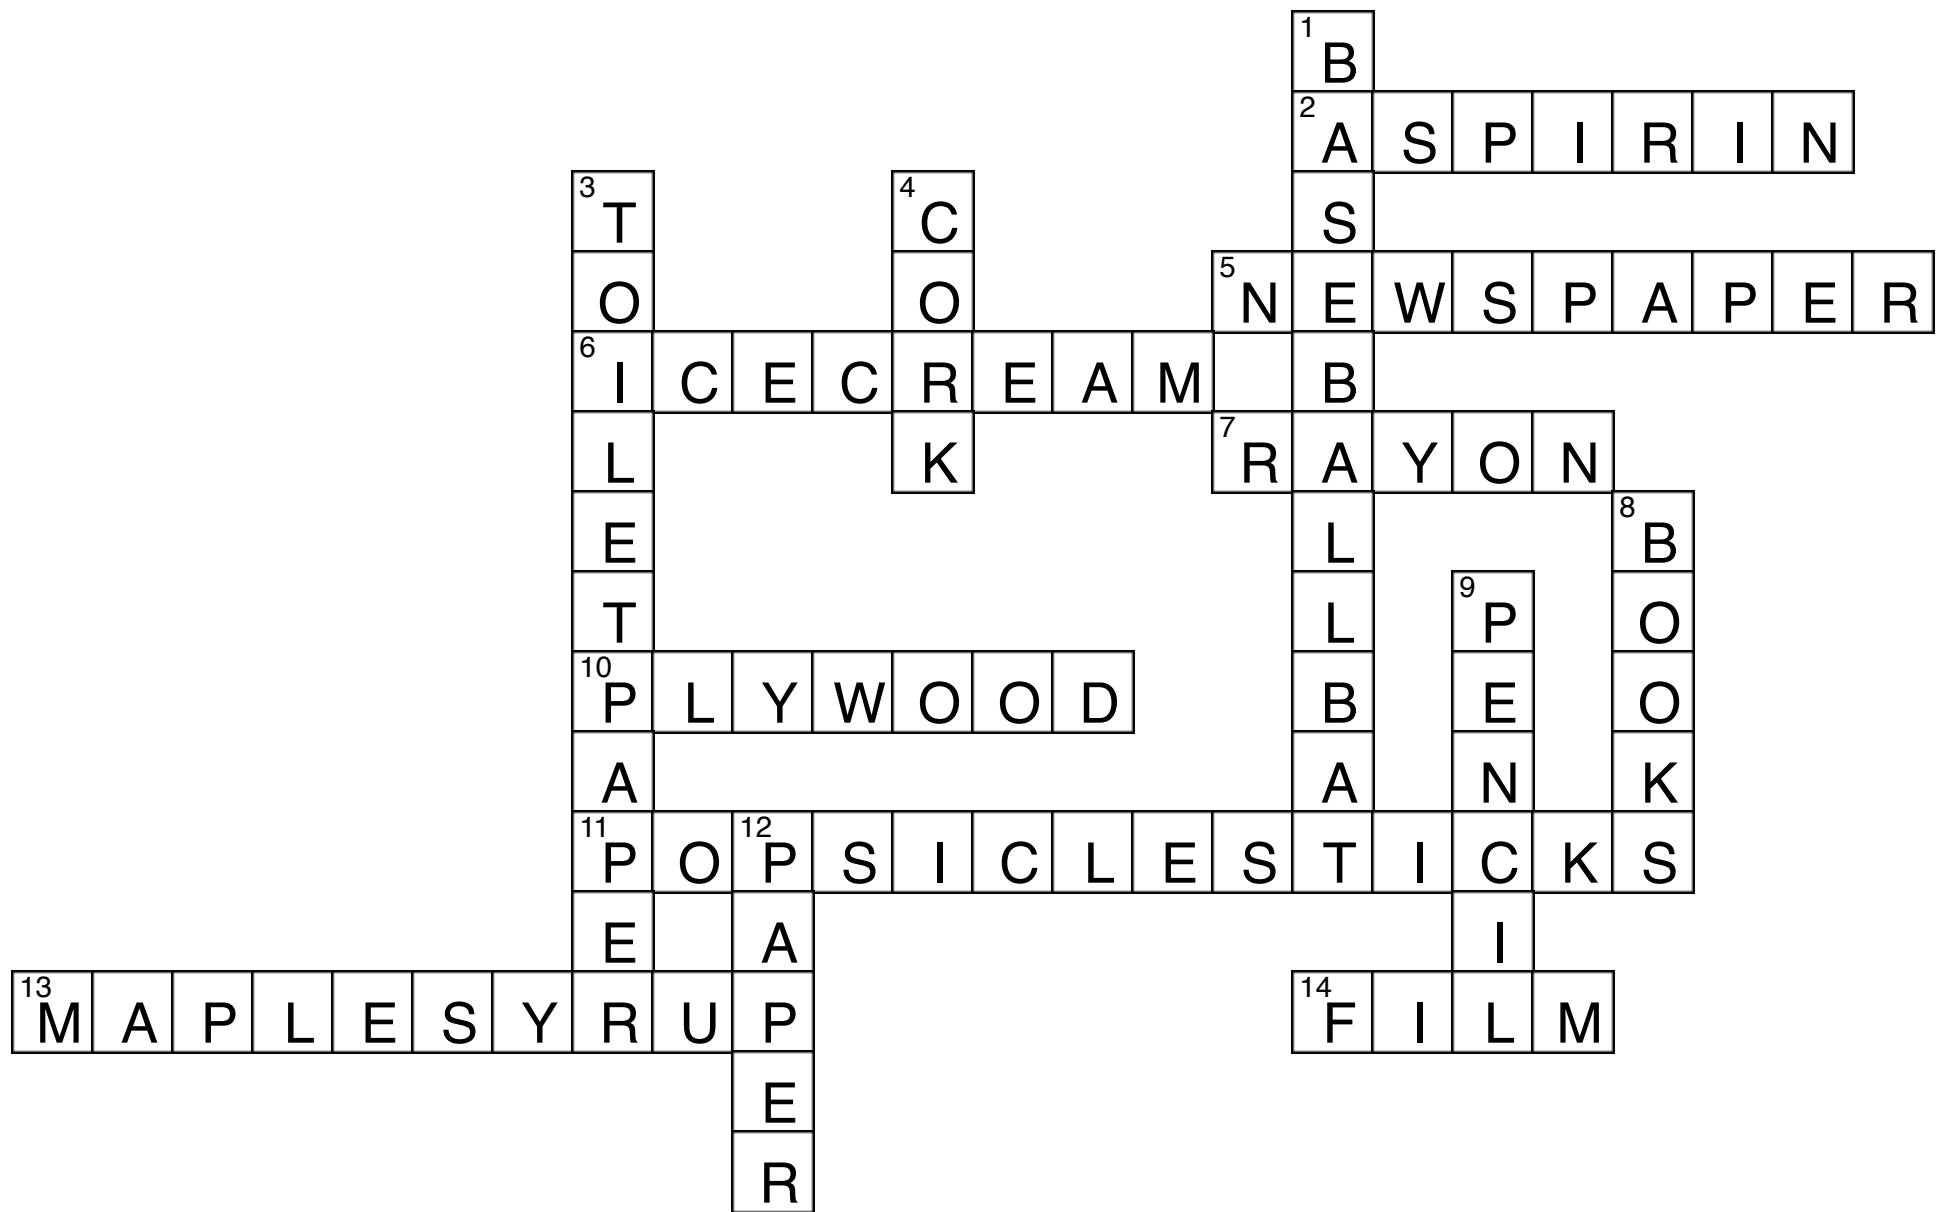 1 B
2 A S P I R I N
3 T 4 C S
O O 5 N E W S P A P E R
6 I C E C R E A M B
L K 7 R A Y O N
E L 8 B
T L 9 P O
10 P L Y W O O D B E O
A A N K
11 P O 12 P S I C L E S T I C K S
E A I
13 M A P L E S Y R U P 14 F I L M
E
R